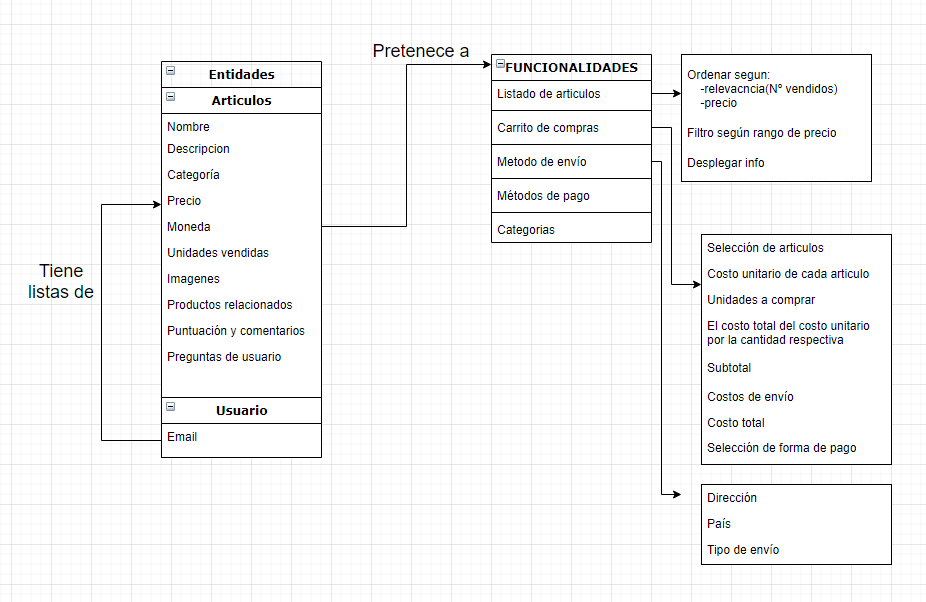 Pretenece a
Entidades
Articulos
Nombre
Descripcion
Categoría
Precio
Moneda
Unidades vendidas
Imagenes
Productos relacionados
Puntuación y comentarios
Preguntas de usuario
Usuario
Email
Tiene
listas de
FUNCIONALIDADES
Listado de articulos
Carrito de compras
Metodo de envío
Métodos de pago
Categorias
Ordenar segun:
-relevacncia(Nº vendidos)
-precio
Filtro según rango de precio
Desplegar info
Selección de articulos
Costo unitario de cada articulo
Unidades a comprar
El costo total del costo unitario
por la cantidad respectiva
Subtotal
Costos de envío
Costo total
Selección de forma de pago
Dirección
País
Tipo de envío